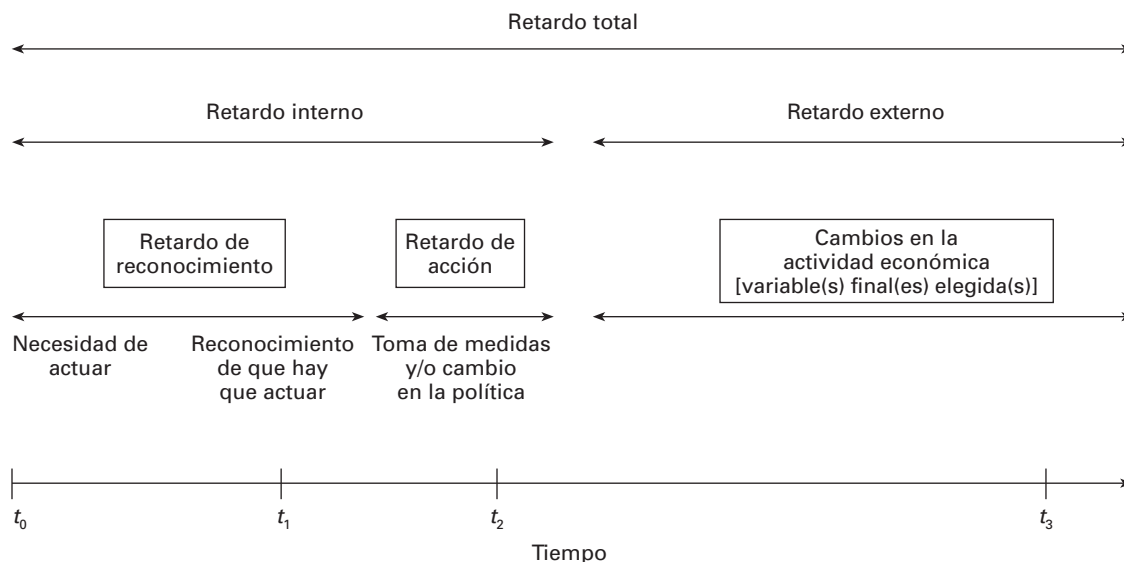 Retardo total
Retardo interno
Retardo externo
Retardo de
reconocimiento
Retardo de
acción
Cambios en la
actividad económica
[variable(s) final(es) elegida(s)]
Necesidad de
actuar
Reconocimiento
de que hay
que actuar
Toma de medidas
y/o cambio
en la política
t0
t1
t2
t3
Tiempo